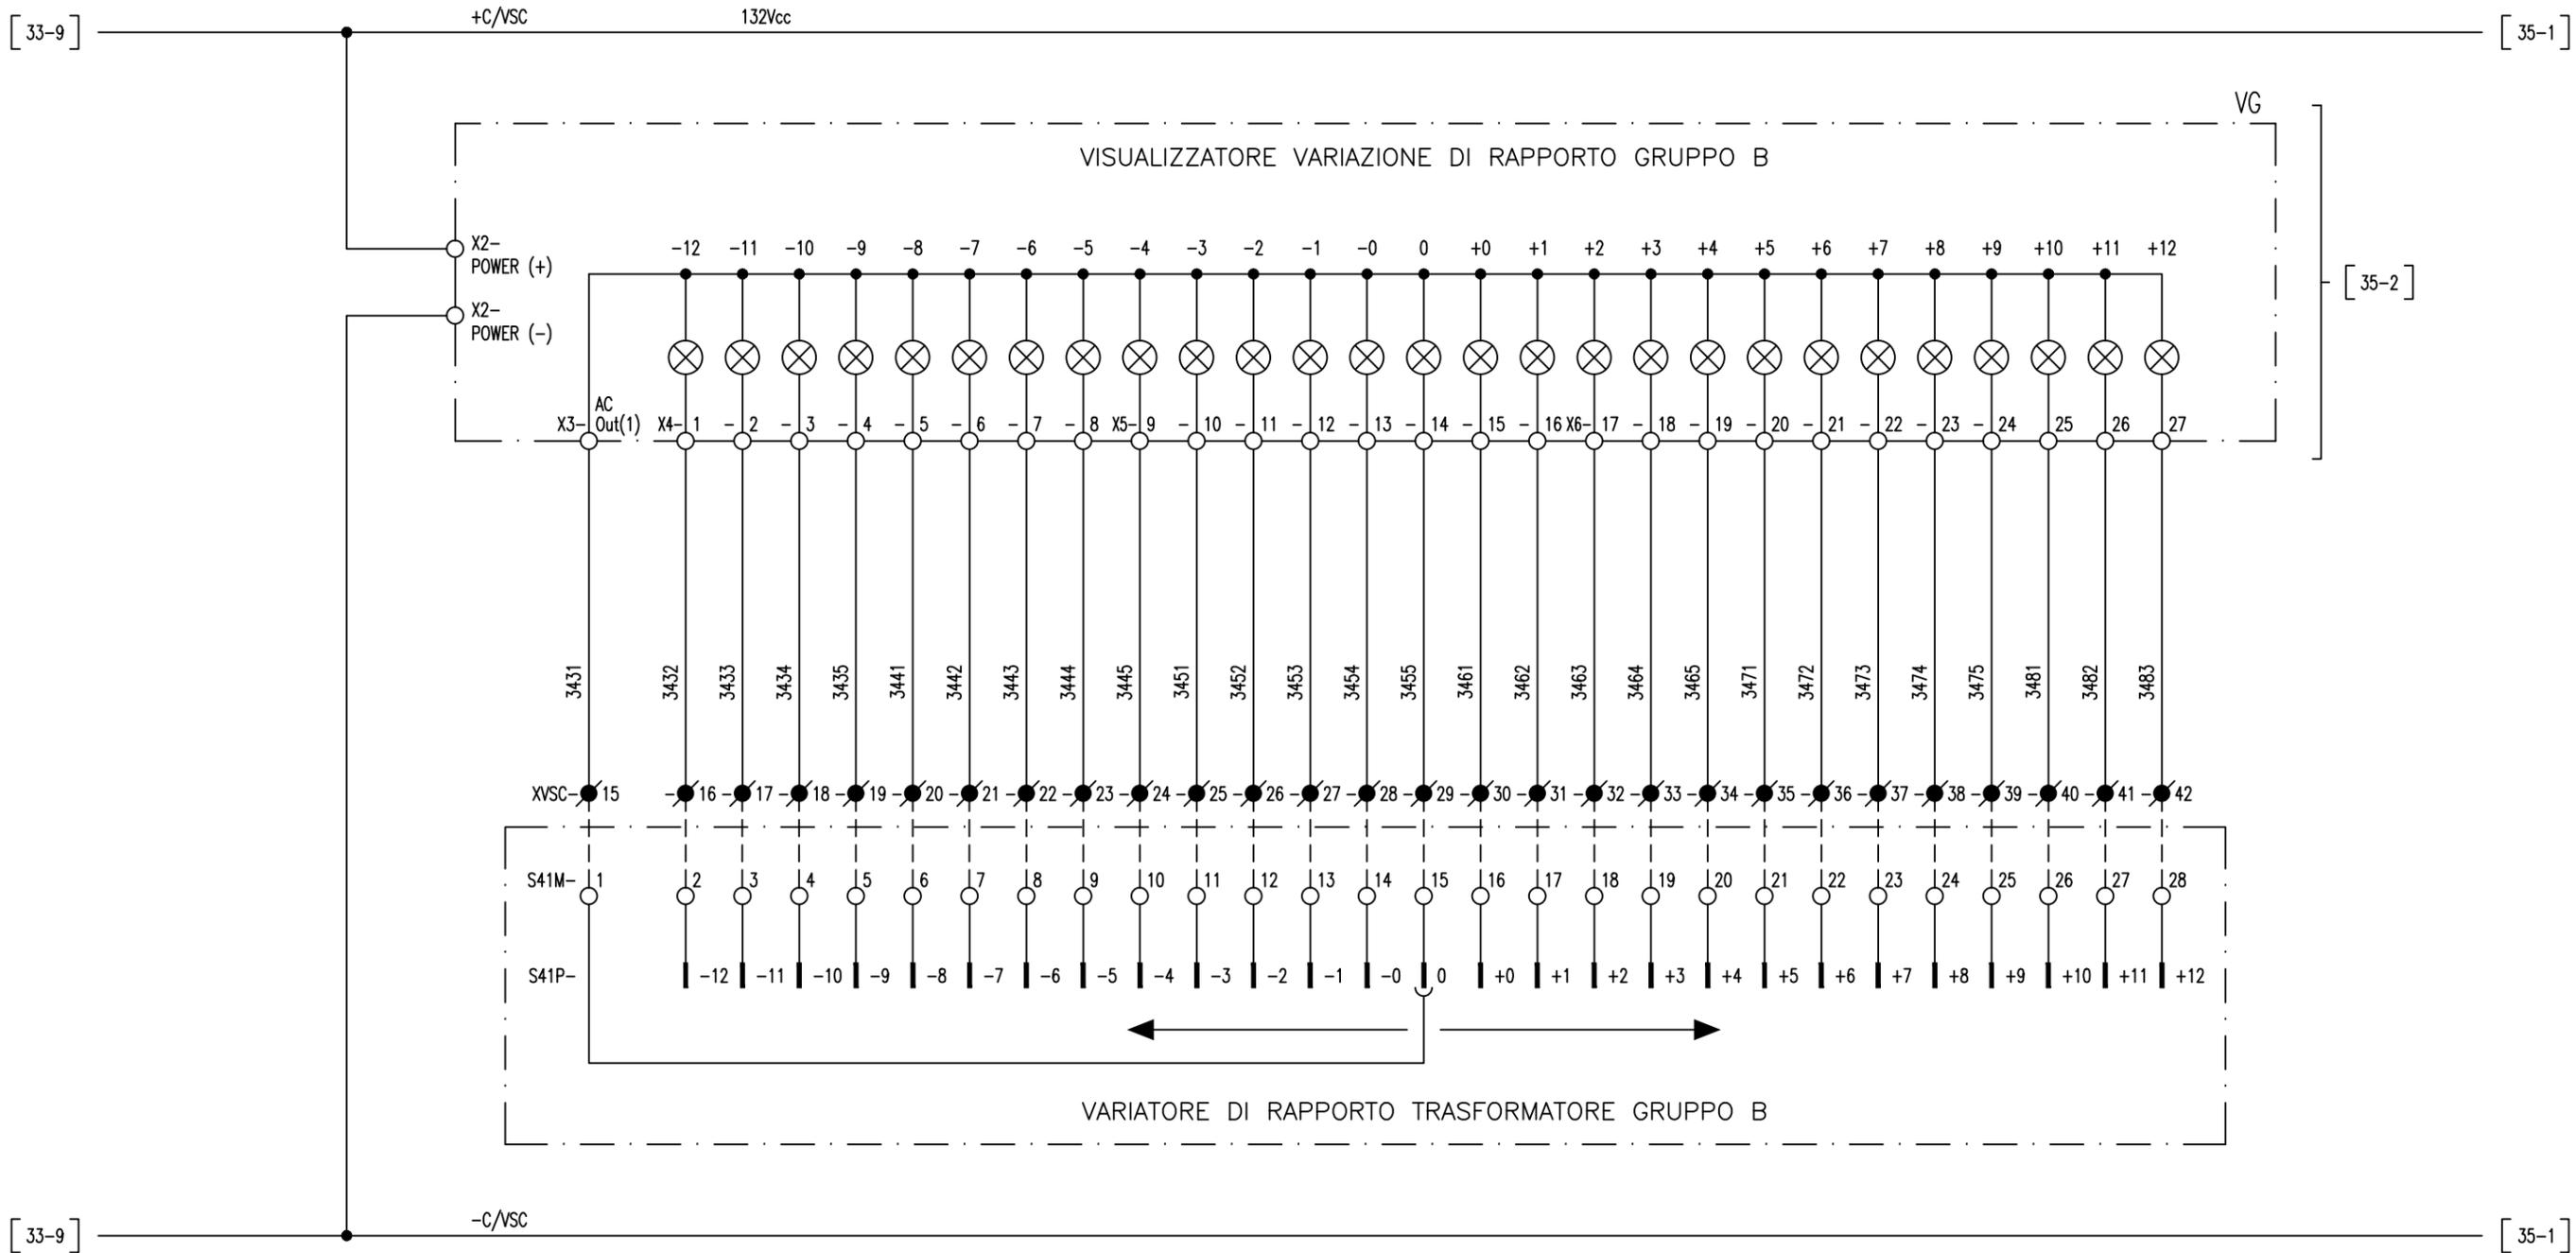 +C/VSC 132Vcc
[33-9] [35-1]
VG
VISUALIZZATORE VARIAZIONE DI RAPPORTO GRUPPO B
X2- -12 -11 -10 -9 -8 -7 -6 -5 -4 -3 -2 -1 -0 0 +0 +1 +2 +3 +4 +5 +6 +7 +8 +9 +10 +11 +12
POWER (+)
[35-2]
X2-
POWER (-)
AC
X3- Out(1) X4- 1 - 2 - 3 - 4 - 5 - 6 - 7 - 8 X5- 9 - 10 - 11 - 12 - 13 - 14 - 15 - 16 X6- 17 - 18 - 19 - 20 - 21 - 22 - 23 - 24 25 26 27
3431 3432 3433 3434 3435 3441 3442 3443 3444 3445 3451 3452 3453 3454 3455 3461 3462 3463 3464 3465 3471 3472 3473 3474 3475 3481 3482 3483
XVSC- 15 - 16 - 17 - 18 - 19 - 20 - 21 - 22 - 23 - 24 - 25 - 26 - 27 - 28 - 29 - 30 - 31 - 32 - 33 - 34 - 35 - 36 - 37 - 38 - 39 - 40 - 41 - 42
S41M- 1 2 3 4 5 6 7 8 9 10 11 12 13 14 15 16 17 18 19 20 21 22 23 24 25 26 27 28
S41P- -12 -11 -10 -9 -8 -7 -6 -5 -4 -3 -2 -1 -0 0 +0 +1 +2 +3 +4 +5 +6 +7 +8 +9 +10 +11 +12
VARIATORE DI RAPPORTO TRASFORMATORE GRUPPO B
-C/VSC
[33-9] [35-1]